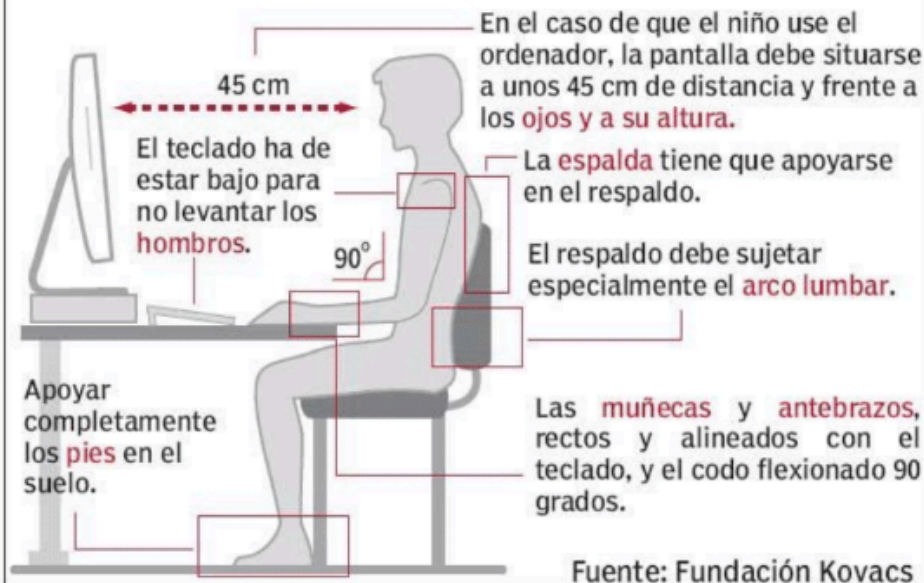 En el caso de que el niño use el
ordenador, la pantalla debe situarse
a unos 45 cm de distancia y frente a
los ojos y a su altura.
45 cm
El teclado ha de
estar bajo para
no levantar los
hombros.
La espalda tiene que apoyarse
en el respaldo.
90°
El respaldo debe sujetar
especialmente el arco lumbar.
Apoyar
completamente
los pies en el
suelo.
Las muñecas y antebrazos,
rectos y alineados con el
teclado, y el codo flexionado 90
grados.
Fuente: Fundación Kovacs